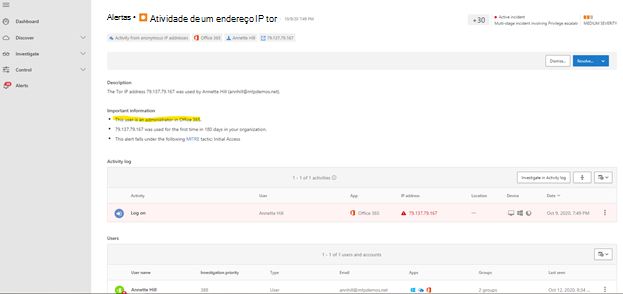 Alertas • Atividade de um endereço IP tor 10/9/20 7:49 PM
+30
Active incident
Multi-stage incident involving Privilege escalati
MEDIUM SEVERITY
Activity from anonymous IP addresses Office 365 Annette Hill 79.137.79.167
Dashboard
Discover
Investigate
Control
Alerts
Dismiss... Resolve...
Description
The Tor IP address 79.137.79.167 was used by Annette Hill (annhill@mtpdemos.net).
Important information
• This user is an administrator in Office 365.
• 79.137.79.167 was used for the first time in 180 days in your organization.
• This alert falls under the following MITRE tactic: Initial Access
Activity log
1 - 1 of 1 activities
Investigate in Activity log
Activity User App IP address Location Device Date
Log on Annette Hill Office 365 79.137.79.167 — Oct 9, 2020, 7:49 PM
Users
1 - 1 of 1 users and accounts
User name Investigation priority Type Email Apps Groups Last seen
Annette Hill 380 User annhill@mtpdemos.net 2 groups Oct 12, 2020, 8:34 ...